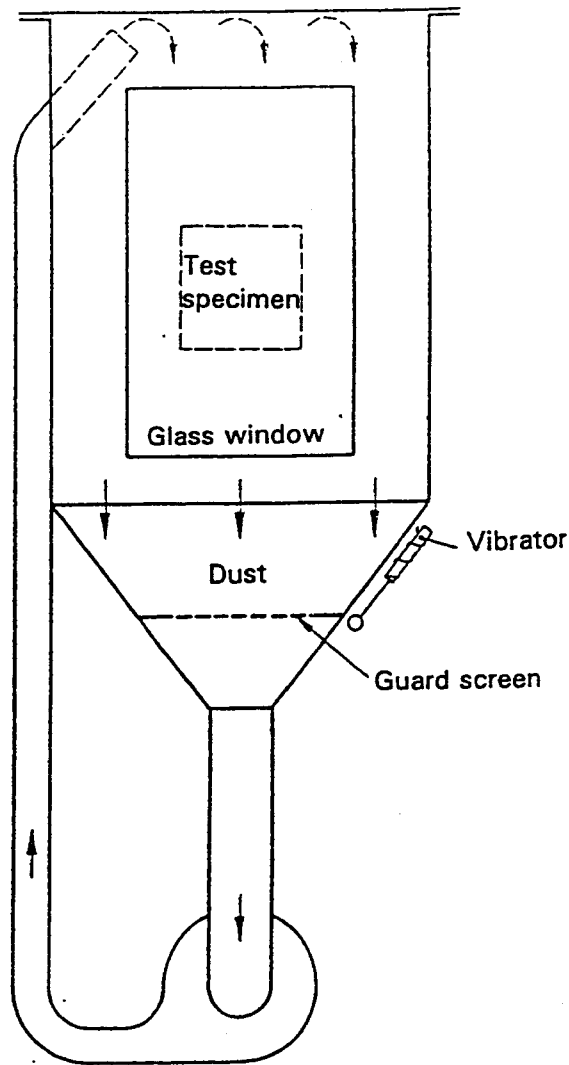 Test
specimen
Glass window
Vibrator
Dust
Guard screen